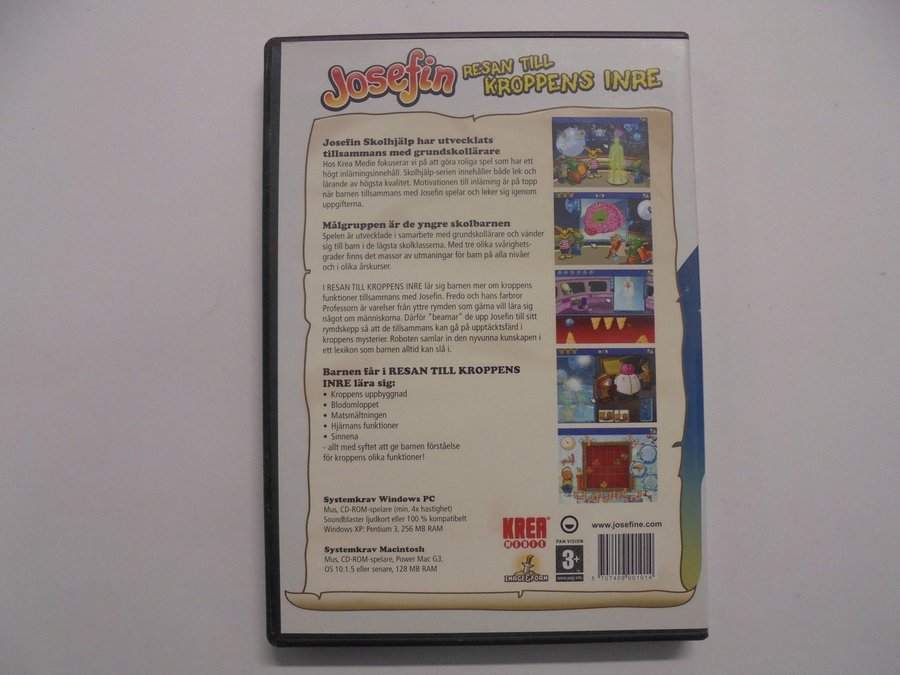 Josefin RESAN TILL
KROPPENS INRE
Josefin Skolhjälp har utvecklats
tillsammans med grundskollärare
Hos Krea Medie fokuserar vi på att göra roliga spel som har ett
högt inlärningsinnehåll. Skolhjälp-serien innehåller både lek och
lärande av högsta kvalitet. Motivationen till inlärning är på topp
när barnen tillsammans med Josefin spelar och leker sig igenom
uppgifterna.
Målgruppen är de yngre skolbarnen
Spelen är utvecklade i samarbete med grundskollärare och vänder
sig till barn i de lägsta skolklasserna. Med tre olika svårighets-
grader finns det massor av utmaningar för barn på alla nivåer
och i olika årskurser.
I RESAN TILL KROPPENS INRE lär sig barnen mer om kroppens
funktioner tillsammans med Josefin. Fredo och hans farbror
Professorn är varelser från yttre rymden som gärna vill lära sig
något om människorna. Därför "beamar" de upp Josefin till sitt
rymdskepp så att de tillsammans kan gå på upptäcktsfärd i
kroppens mysterier. Roboten samlar in den nyvunna kunskapen i
ett lexikon som barnen alltid kan slå i.
Barnen får i RESAN TILL KROPPENS
INRE lära sig:
• Kroppens uppbyggnad
• Blodomloppet
• Matsmältningen
• Hjärnans funktioner
• Sinnena
- allt med syftet att ge barnen förståelse
för kroppens olika funktioner!
Systemkrav Windows PC
Mus, CD-ROM-spelare (min. 4x hastighet)
Soundblaster ljudkort eller 100 % kompatibelt
Windows XP: Pentium 3, 256 MB RAM
Systemkrav Macintosh
Mus, CD-ROM-spelare, Power Mac G3,
OS 10.1.5 eller senare, 128 MB RAM
KREA
MEDIE
IMAGE&FORM
PAN VISION
3+
www.pegi.info
www.josefine.com
5 707409 001014